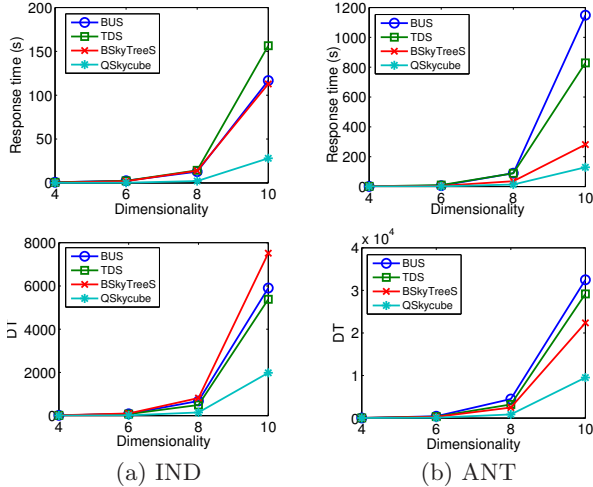 200
150
100
50
0
Response time (s)
BUS
TDS
BSkyTreeS
QSkycube
4
6
8
10
Dimensionality
1200
1000
800
600
400
200
0
Response time (s)
BUS
TDS
BSkyTreeS
QSkycube
4
6
8
10
Dimensionality
8000
6000
4000
2000
0
DT
BUS
TDS
BSkyTreeS
QSkycube
4
6
8
10
Dimensionality
x 10^4
4
3
2
1
0
DT
BUS
TDS
BSkyTreeS
QSkycube
4
6
8
10
Dimensionality
(a) IND
(b) ANT